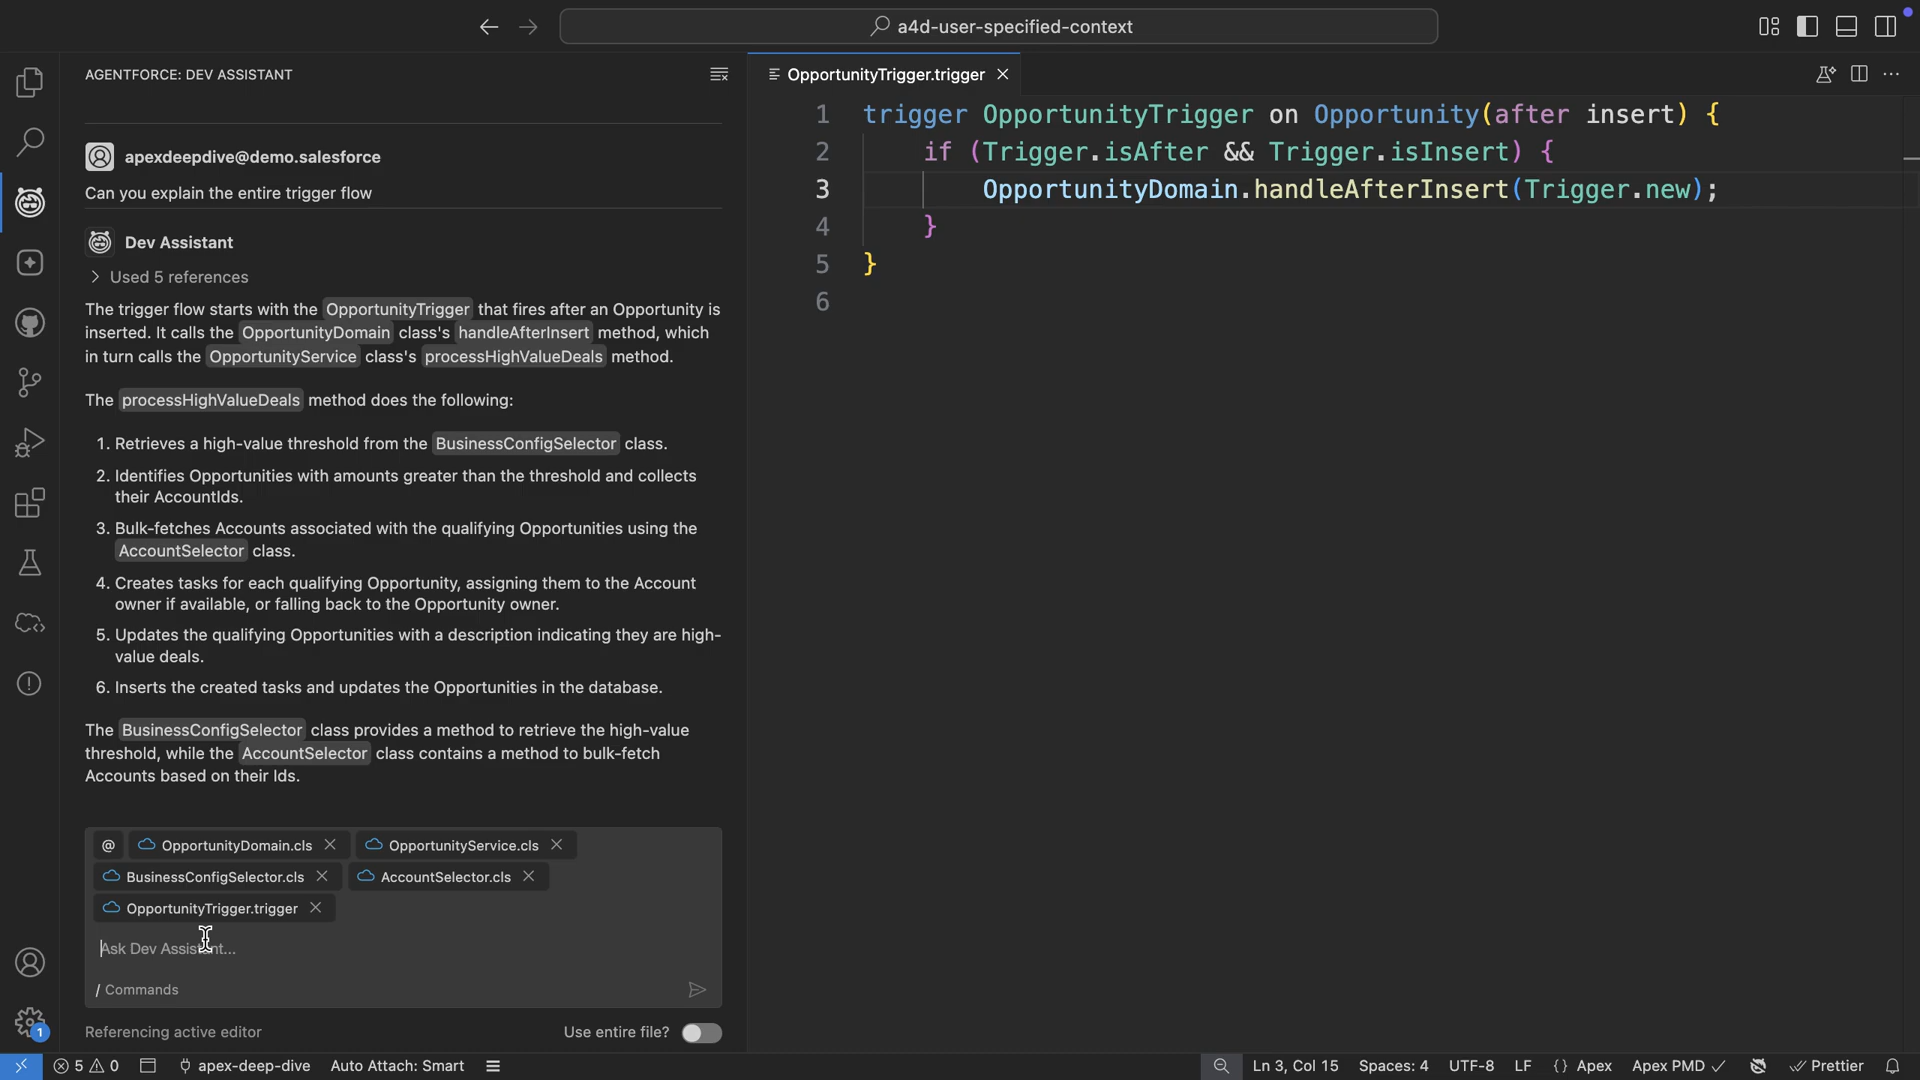 a4d-user-specified-context
AGENTFORCE: DEV ASSISTANT
apexdeepdive@demo.salesforce
Can you explain the entire trigger flow
Dev Assistant
Used 5 references
The trigger flow starts with the OpportunityTrigger that fires after an Opportunity is
inserted. It calls the OpportunityDomain class's handleAfterInsert method, which
in turn calls the OpportunityService class's processHighValueDeals method.
The processHighValueDeals method does the following:
1. Retrieves a high-value threshold from the BusinessConfigSelector class.
2. Identifies Opportunities with amounts greater than the threshold and collects
their AccountIds.
3. Bulk-fetches Accounts associated with the qualifying Opportunities using the
AccountSelector class.
4. Creates tasks for each qualifying Opportunity, assigning them to the Account
owner if available, or falling back to the Opportunity owner.
5. Updates the qualifying Opportunities with a description indicating they are high-
value deals.
6. Inserts the created tasks and updates the Opportunities in the database.
The BusinessConfigSelector class provides a method to retrieve the high-value
threshold, while the AccountSelector class contains a method to bulk-fetch
Accounts based on their Ids.
@ OpportunityDomain.cls OpportunityService.cls
BusinessConfigSelector.cls AccountSelector.cls
OpportunityTrigger.trigger
Ask Dev Assistant...
/ Commands
Referencing active editor Use entire file?
OpportunityTrigger.trigger
1 trigger OpportunityTrigger on Opportunity(after insert) {
2 if (Trigger.isAfter && Trigger.isInsert) {
3 OpportunityDomain.handleAfterInsert(Trigger.new);
4 }
5 }
6
1
5 0 apex-deep-dive Auto Attach: Smart Ln 3, Col 15 Spaces: 4 UTF-8 LF {} Apex Apex PMD Prettier